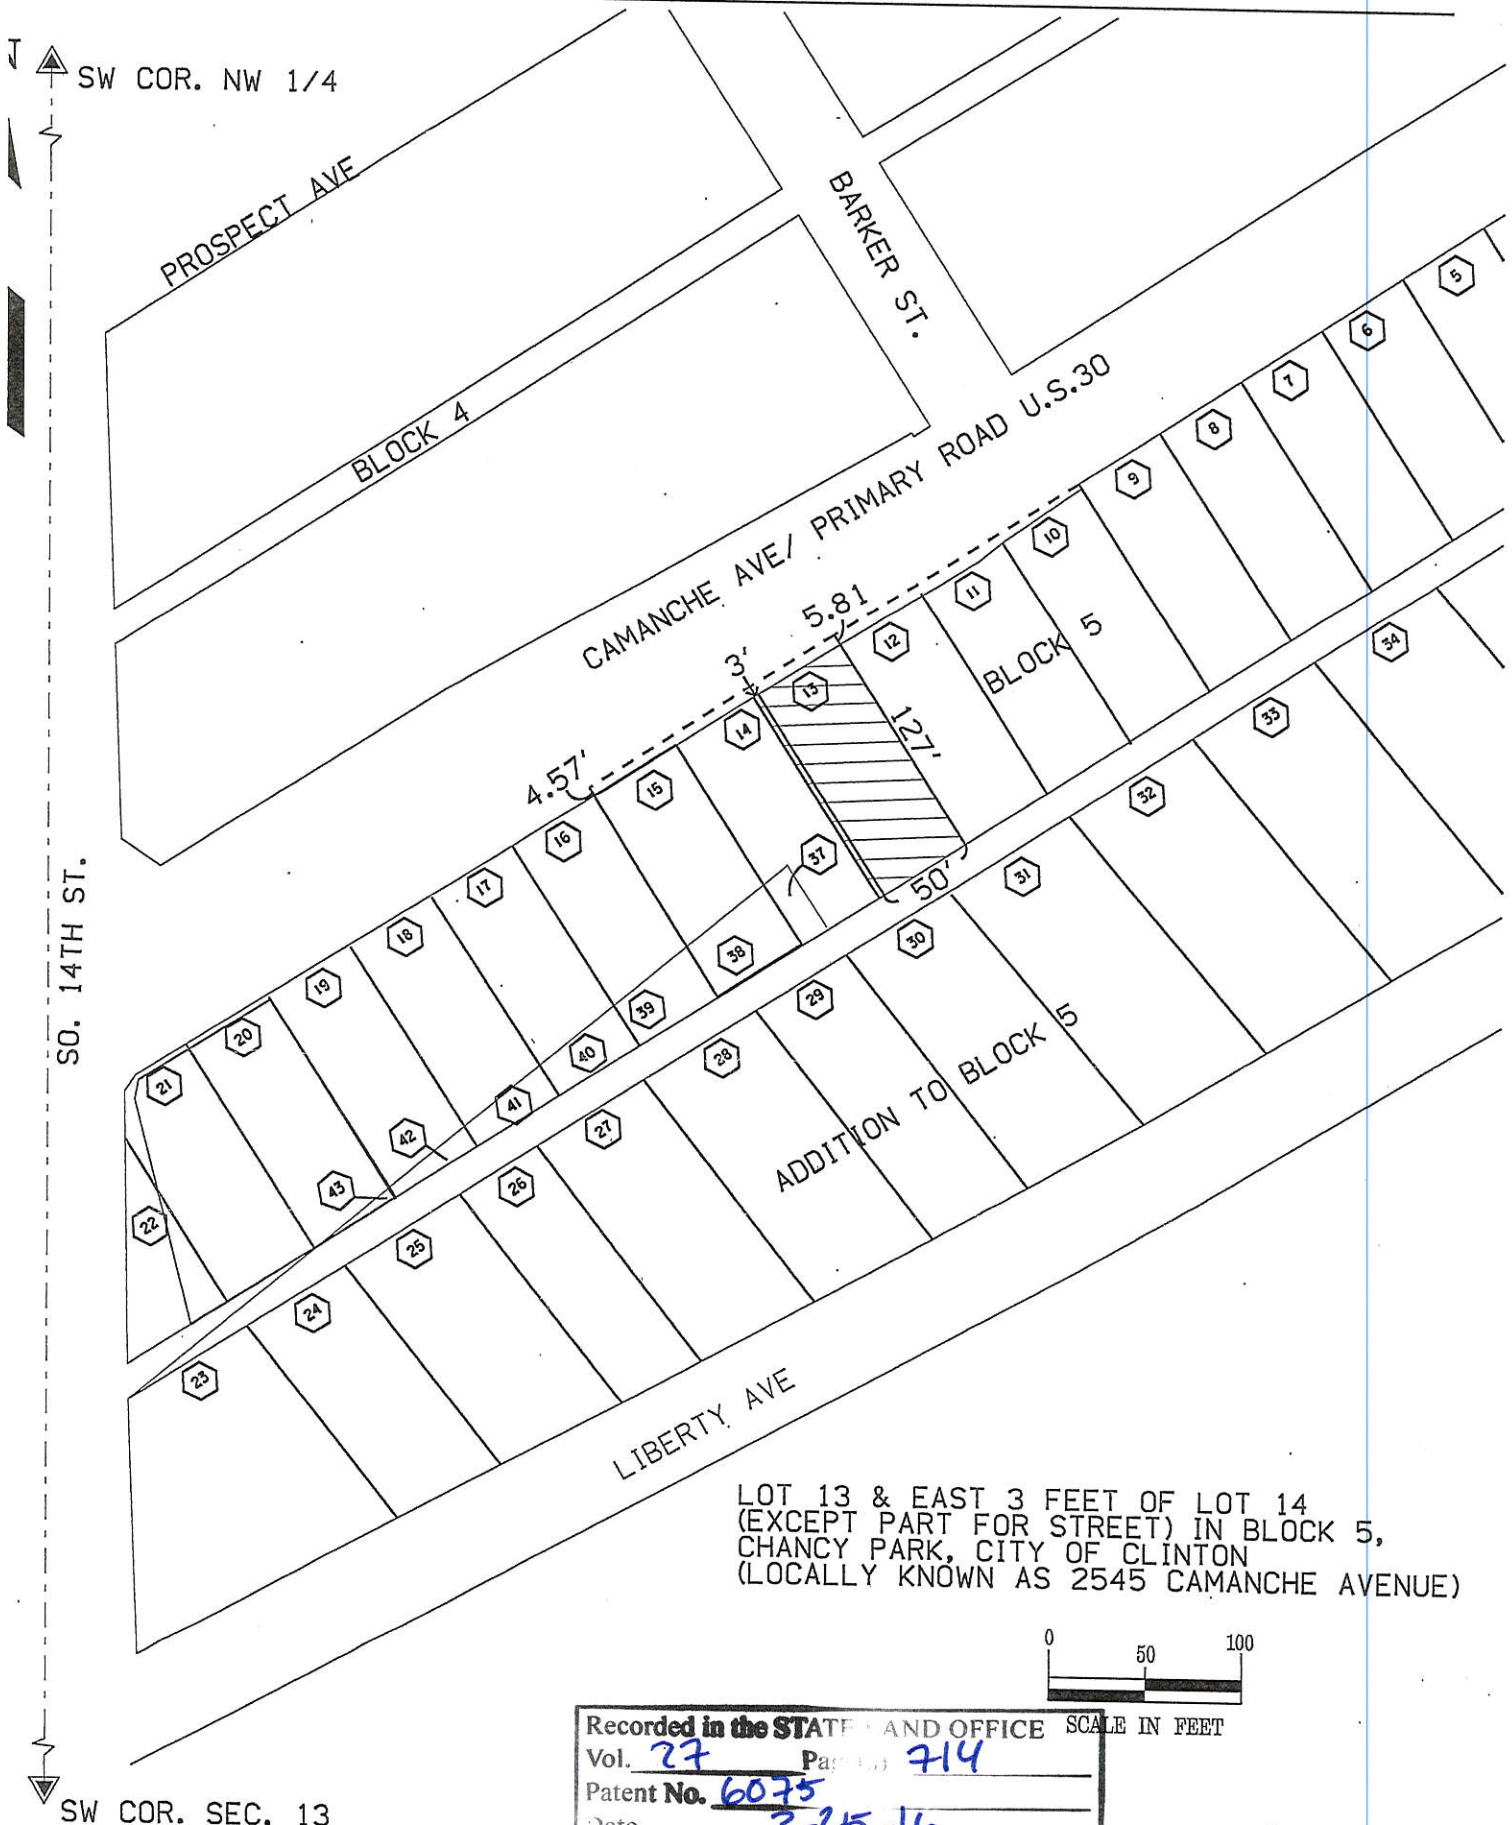 SW COR. NW 1/4
PROSPECT AVE
BARKER ST.
BLOCK 4
CAMANCHE AVE/ PRIMARY ROAD U.S.30
5
6
7
8
9
10
11
12
13
14
15
16
17
18
19
20
21
22
5.81
3'
4.57'
127'
50'
BLOCK 5
37
38
39
40
41
42
43
34
33
32
31
30
29
28
27
26
25
24
23
ADDITION TO BLOCK 5
SO. 14TH ST.
LIBERTY AVE
LOT 13 & EAST 3 FEET OF LOT 14
(EXCEPT PART FOR STREET) IN BLOCK 5,
CHANCY PARK, CITY OF CLINTON
(LOCALLY KNOWN AS 2545 CAMANCHE AVENUE)
0 50 100
SCALE IN FEET
Recorded in the STATE LAND OFFICE
Vol. 27 714
Patent No. 6075
SW COR. SEC. 13